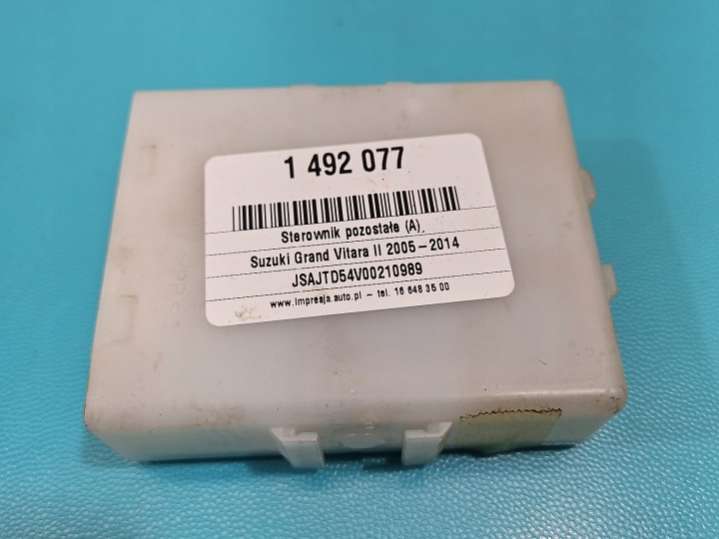 1 492 077
Sterownik pozostałe (A)
Suzuki Grand Vitara II 2005-2014
JSAJTD54V00210989
www.impresja.auto.pl - tel. 16 648 35 00